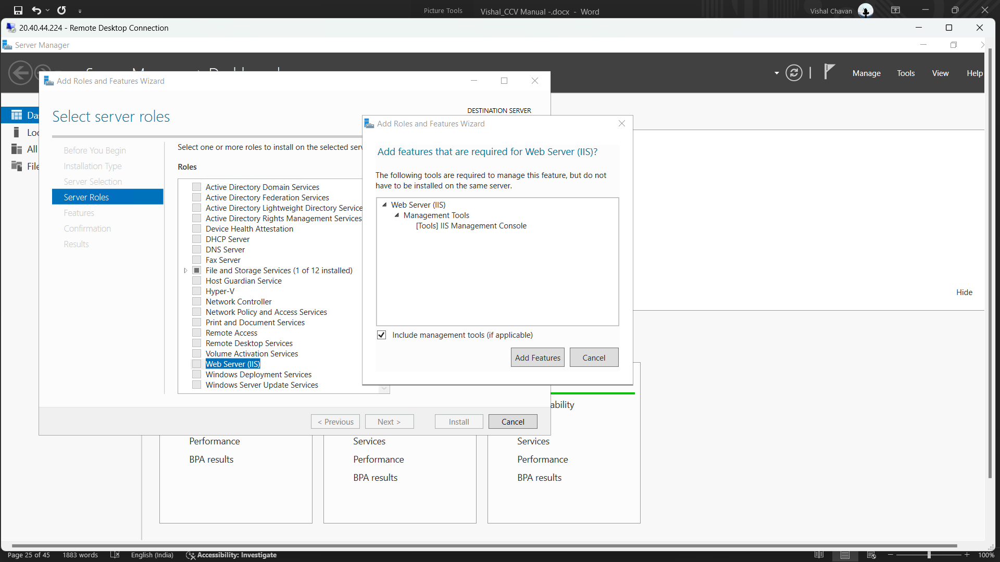 Picture Tools
Vishal_CCV Manual -.docx - Word
Vishal Chavan
20.40.44.224 - Remote Desktop Connection
Server Manager
Manage
Tools
View
Help
Add Roles and Features Wizard
Select server roles
DESTINATION SERVER
Before You Begin
Installation Type
Server Selection
Server Roles
Features
Confirmation
Results
Select one or more roles to install on the selected
Roles
Active Directory Domain Services
Active Directory Federation Services
Active Directory Lightweight Directory Service
Active Directory Rights Management Services
Device Health Attestation
DHCP Server
DNS Server
Fax Server
File and Storage Services (1 of 12 installed)
Host Guardian Service
Hyper-V
Network Controller
Network Policy and Access Services
Print and Document Services
Remote Access
Remote Desktop Services
Volume Activation Services
Web Server (IIS)
Windows Deployment Services
Windows Server Update Services
< Previous
Next >
Install
Cancel
Add Roles and Features Wizard
Add features that are required for Web Server (IIS)?
The following tools are required to manage this feature, but do not
have to be installed on the same server.
Web Server (IIS)
Management Tools
[Tools] IIS Management Console
Include management tools (if applicable)
Add Features
Cancel
All
Hide
ability
Performance
BPA results
Services
Performance
BPA results
Services
Performance
BPA results
Page 25 of 45
1883 words
English (India)
Accessibility: Investigate
100%